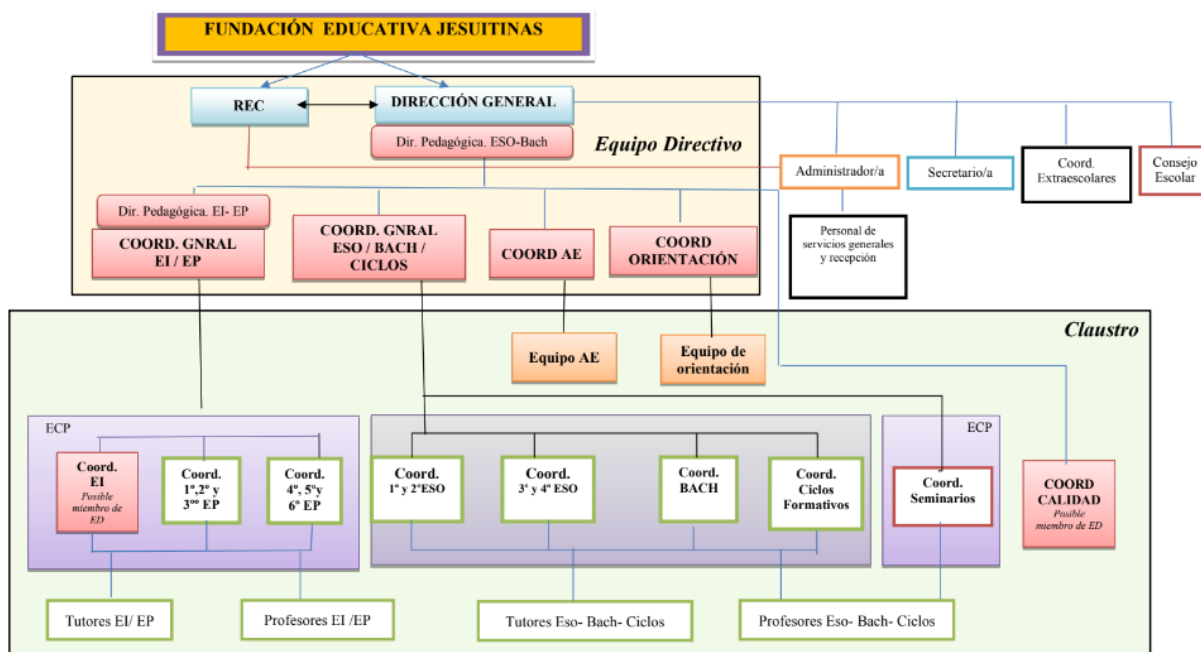 FUNDACIÓN EDUCATIVA JESUITINAS
REC
DIRECCIÓN GENERAL
Dir. Pedagógica. ESO-Bach
Equipo Directivo
Administrador/a
Secretario/a
Coord.
Extraescolares
Consejo
Escolar
Dir. Pedagógica. EI- EP
COORD. GNRAL
EI / EP
COORD. GNRAL
ESO / BACH /
CICLOS
COORD AE
COORD
ORIENTACIÓN
Personal de
servicios generales
y recepción
Claustro
Equipo AE
Equipo de
orientación
ECP
ECP
Coord.
EI
Posible
miembro de
ED
Coord.
1º,2º y
3ºº EP
Coord.
4º, 5ºy
6º EP
Coord.
1º y 2ºESO
Coord.
3º y 4º ESO
Coord.
BACH
Coord.
Ciclos
Formativos
Coord.
Seminarios
COORD
CALIDAD
Posible
miembro de ED
Tutores EI/ EP
Profesores EI /EP
Tutores Eso- Bach- Ciclos
Profesores Eso- Bach- Ciclos